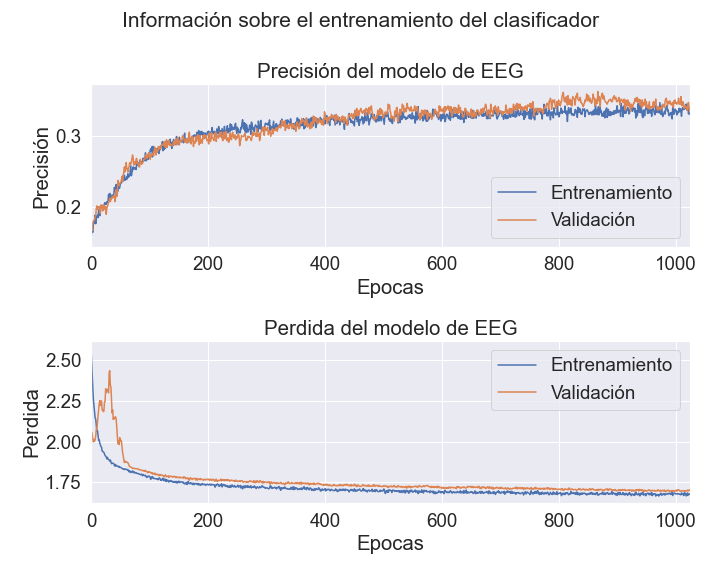 Información sobre el entrenamiento del clasificador
Precisión del modelo de EEG
Precisión
0.3
0.2
Entrenamiento
Validación
0 200 400 600 800 1000
Epocas
Perdida del modelo de EEG
Perdida
2.50
2.25
2.00
1.75
Entrenamiento
Validación
0 200 400 600 800 1000
Epocas